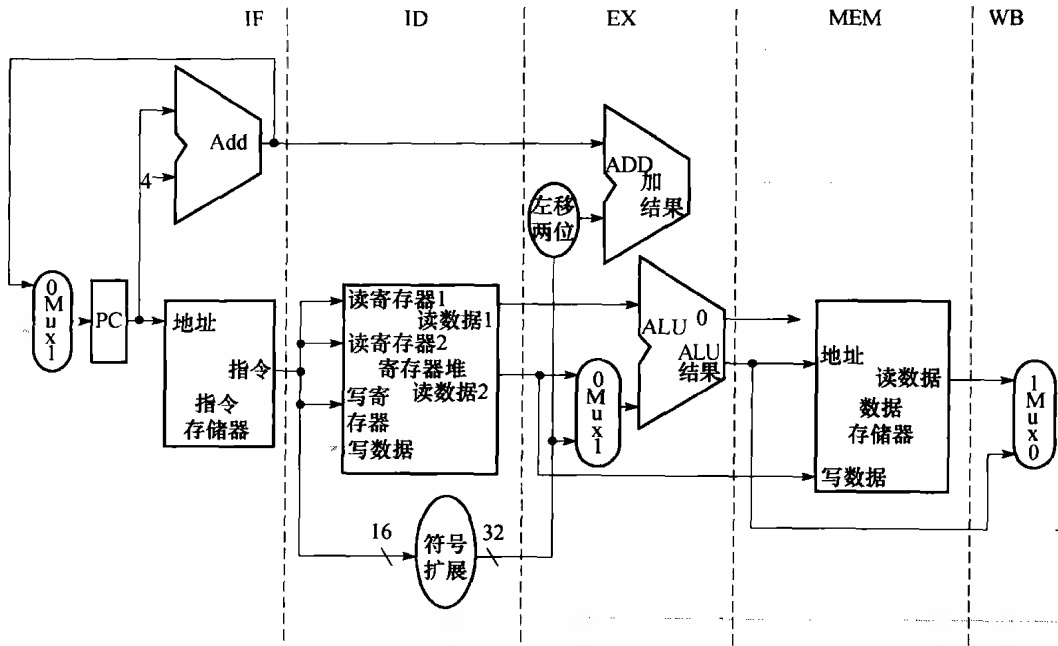 IF
ID
EX
MEM
WB
Add
4
ADD
加
结果
左移
两位
0
M
u
x
1
PC
地址
指令
指令
存储器
读寄存器1
读数据1
读寄存器2
寄存器堆
读数据2
写寄
存器
写数据
16
符号
扩展
32
0
M
u
x
1
ALU
0
ALU
结果
地址
读数据
数据
存储器
写数据
1
M
u
x
0